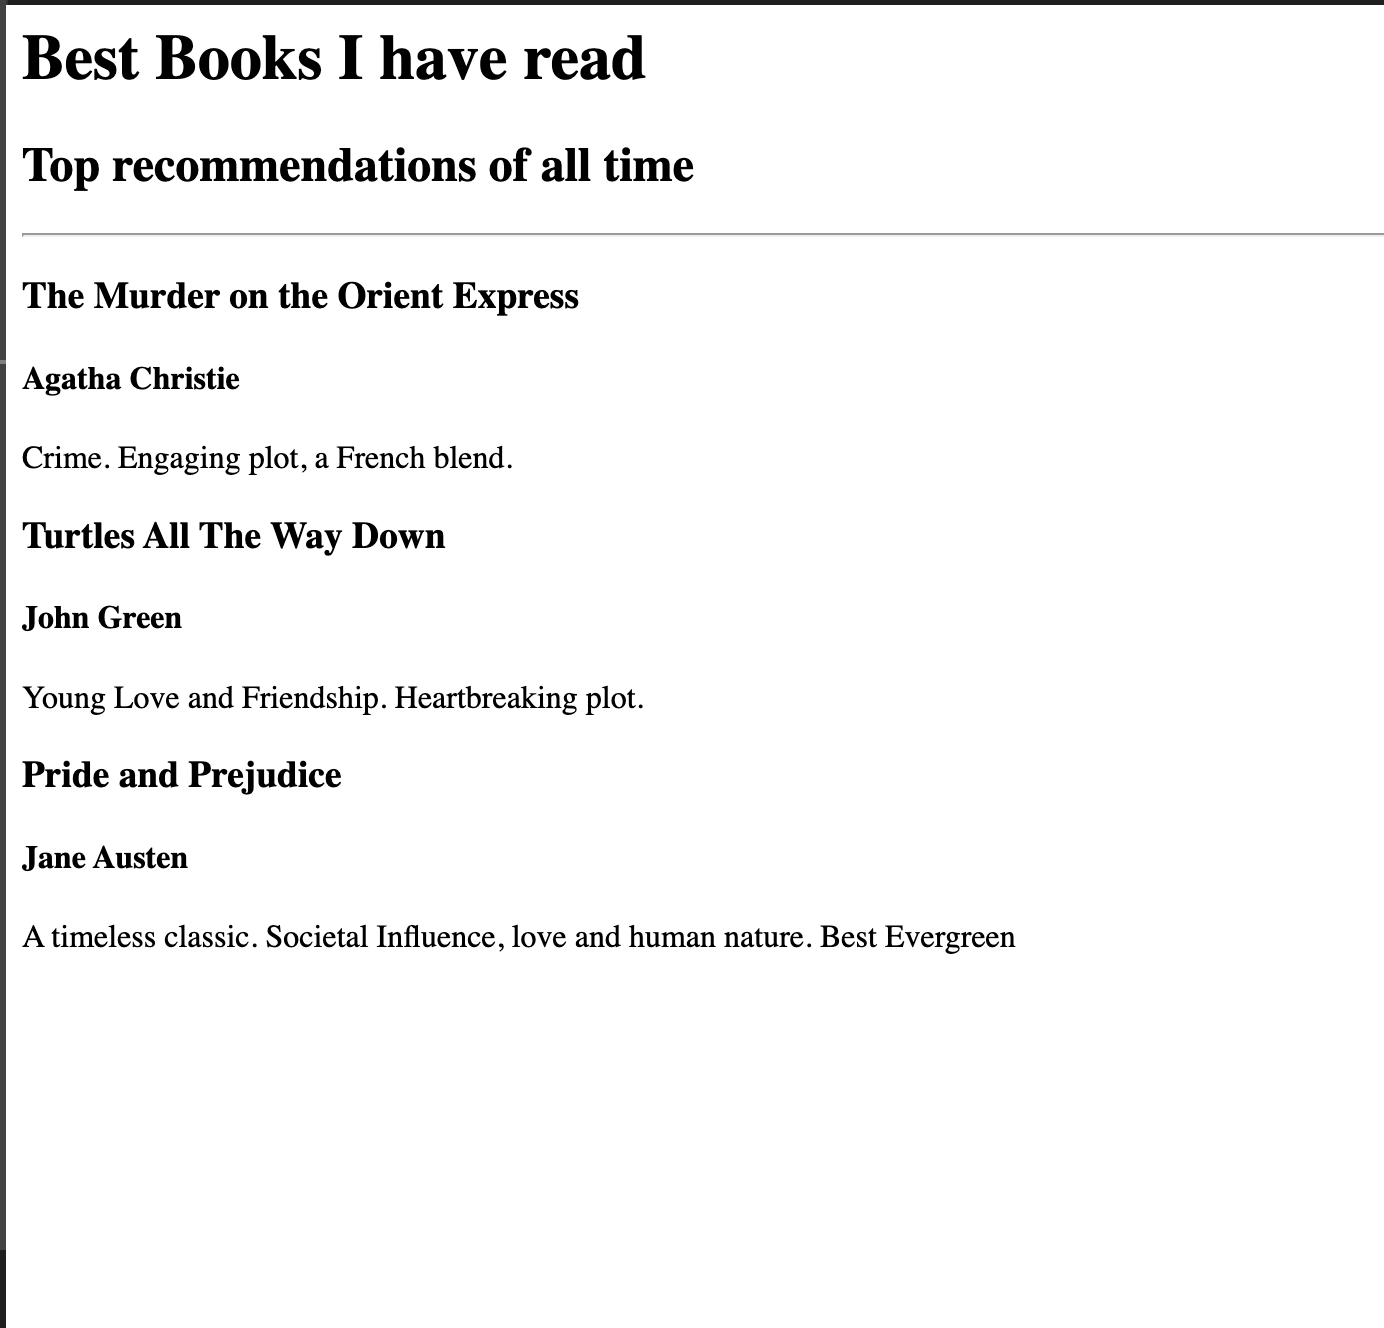 Best Books I have read
Top recommendations of all time
The Murder on the Orient Express
Agatha Christie
Crime. Engaging plot, a French blend.
Turtles All The Way Down
John Green
Young Love and Friendship. Heartbreaking plot.
Pride and Prejudice
Jane Austen
A timeless classic. Societal Influence, love and human nature. Best Evergreen